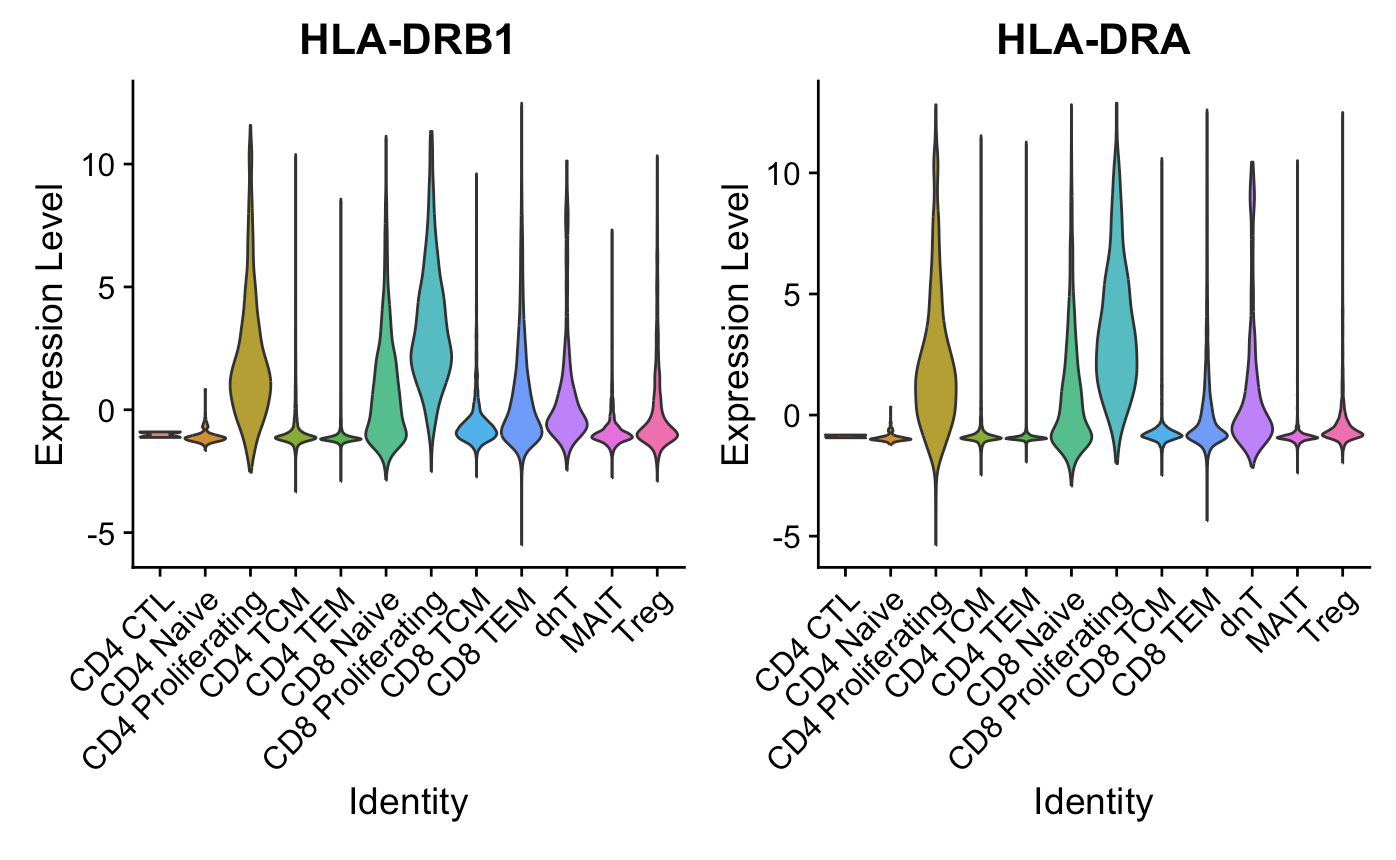 HLA-DRB1
Expression Level
10
5
0
-5
CD4 CTL
CD4 Naive
CD4 Proliferating
CD4 TCM
CD4 TEM
CD8 Naive
CD8 Proliferating
CD8 TCM
CD8 TEM
dnT
MAIT
Treg
Identity
HLA-DRA
Expression Level
10
5
0
-5
CD4 CTL
CD4 Naive
CD4 Proliferating
CD4 TCM
CD4 TEM
CD8 Naive
CD8 Proliferating
CD8 TCM
CD8 TEM
dnT
MAIT
Treg
Identity